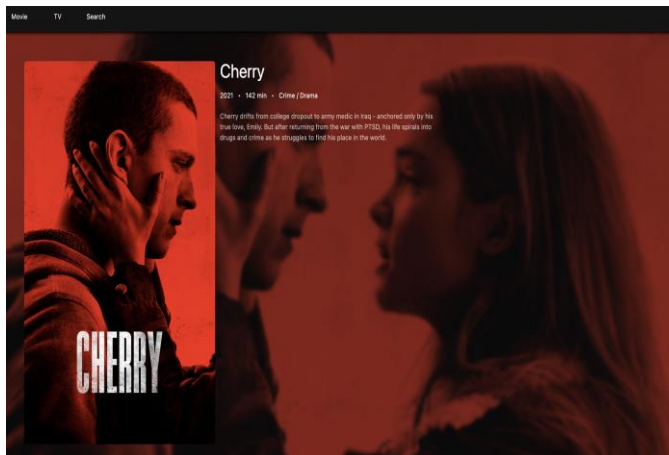 Movie TV Search
Cherry
2021 • 142 min • Crime / Drama
Cherry drifts from college dropout to army medic in Iraq - anchored only by his
true love, Emily. But after returning from the war with PTSD, his life spirals into
drugs and crime as he struggles to find his place in the world.
CHERRY